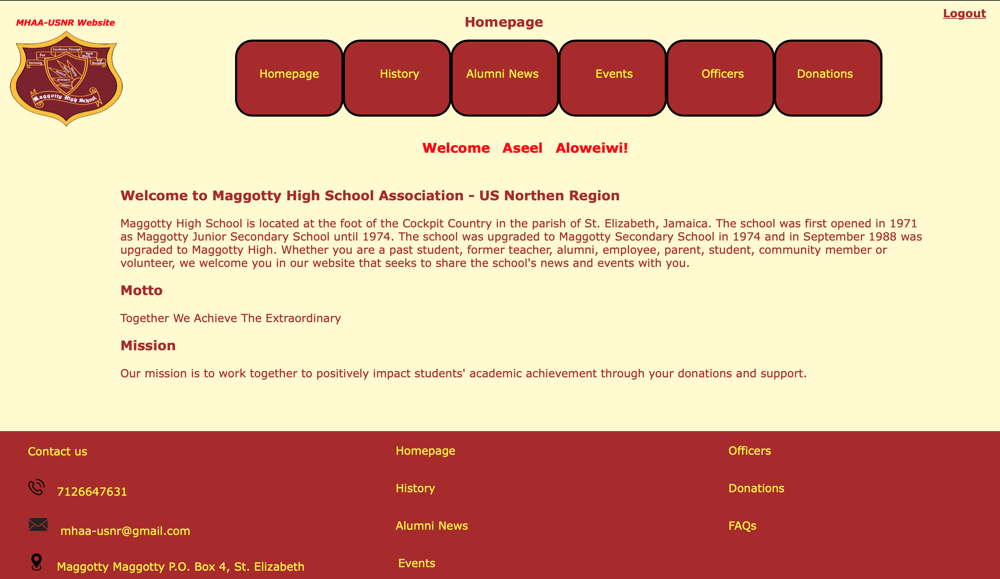 Logout
MHAA-USNR Website
Homepage
Excellence Through
For
Hard Work,
Striving
and Discipline
RESOLVE
POWER
INDUSTRY
INTEGRITY
HONESTY
Maggotty High School
Homepage
History
Alumni News
Events
Officers
Donations
Welcome Aseel Aloweiwi!
Welcome to Maggotty High School Association - US Northen Region
Maggotty High School is located at the foot of the Cockpit Country in the parish of St. Elizabeth, Jamaica. The school was first opened in 1971
as Maggotty Junior Secondary School until 1974. The school was upgraded to Maggotty Secondary School in 1974 and in September 1988 was
upgraded to Maggotty High. Whether you are a past student, former teacher, alumni, employee, parent, student, community member or
volunteer, we welcome you in our website that seeks to share the school's news and events with you.
Motto
Together We Achieve The Extraordinary
Mission
Our mission is to work together to positively impact students' academic achievement through your donations and support.
Contact us
7126647631
mhaa-usnr@gmail.com
Maggotty Maggotty P.O. Box 4, St. Elizabeth
Homepage
History
Alumni News
Events
Officers
Donations
FAQs